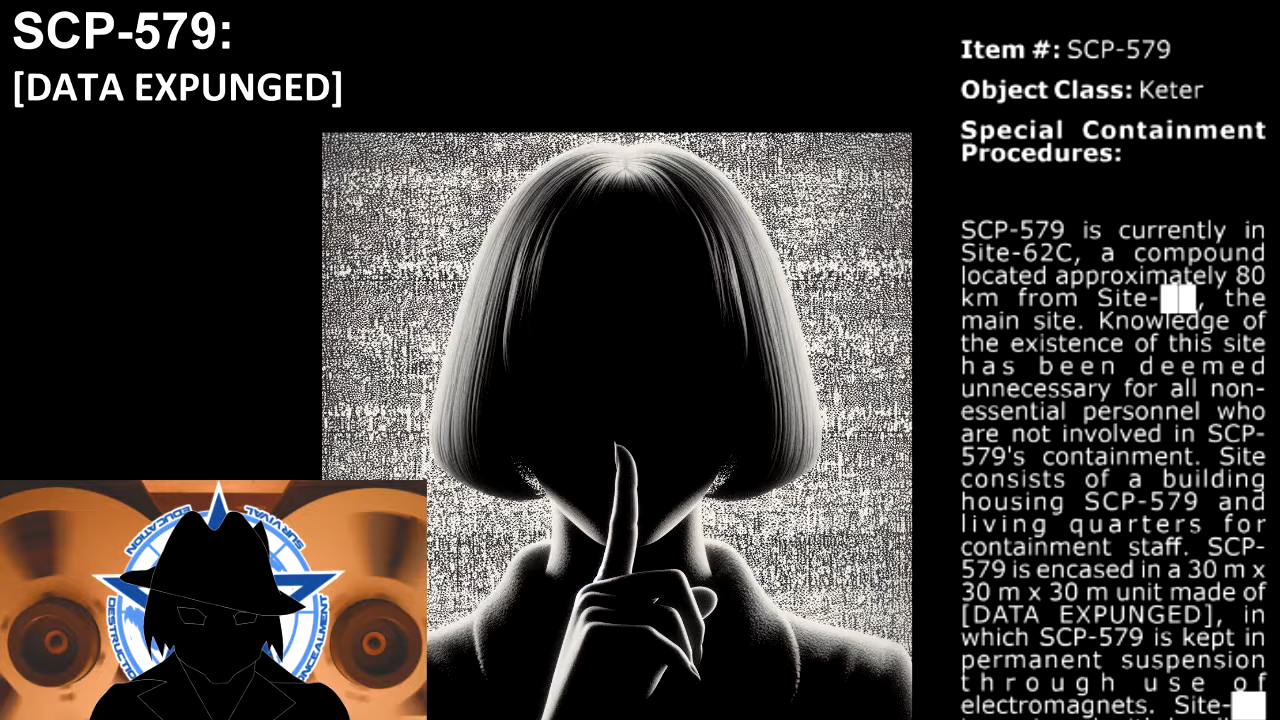 SCP-579:
[DATA EXPUNGED]
Item #: SCP-579
Object Class: Keter
Special Containment
Procedures:
SCP-579 is currently in
Site-62C, a compound
located approximately 80
km from Site-██, the
main site. Knowledge of
the existence of this site
has been deemed
unnecessary for all non-
essential personnel who
are not involved in SCP-
579's containment. Site
consists of a building
housing SCP-579 and
living quarters for
containment staff. SCP-
579 is encased in a 30 m x
30 m unit made of
[DATA EXPUNGED], in
which SCP-579 is kept in
permanent suspension
through use of
electromagnets. Site-█
EDUCATION
SURVIVAL